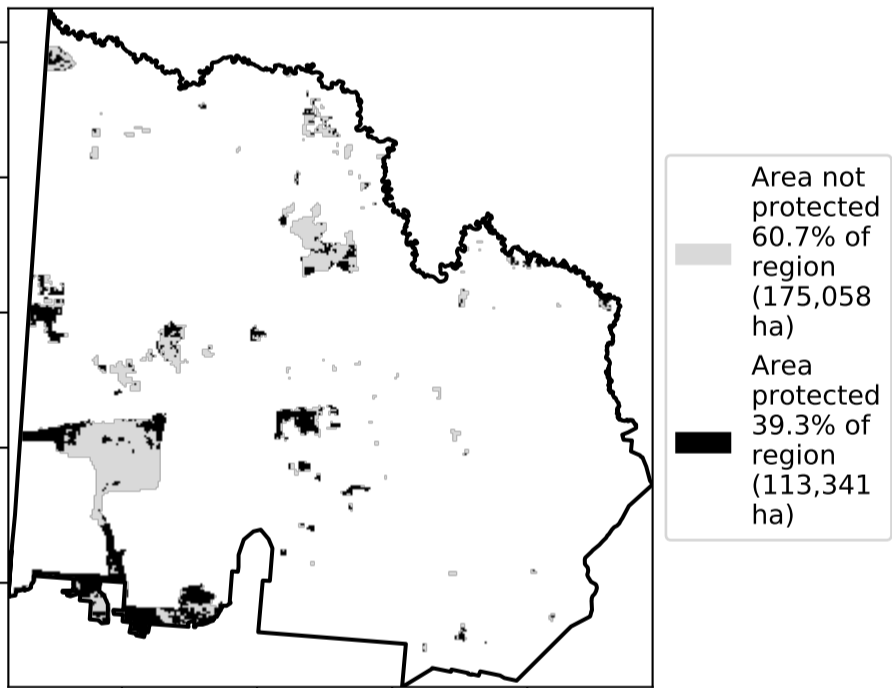 Area not
protected
60.7% of
region
(175,058
ha)
Area
protected
39.3% of
region
(113,341
ha)